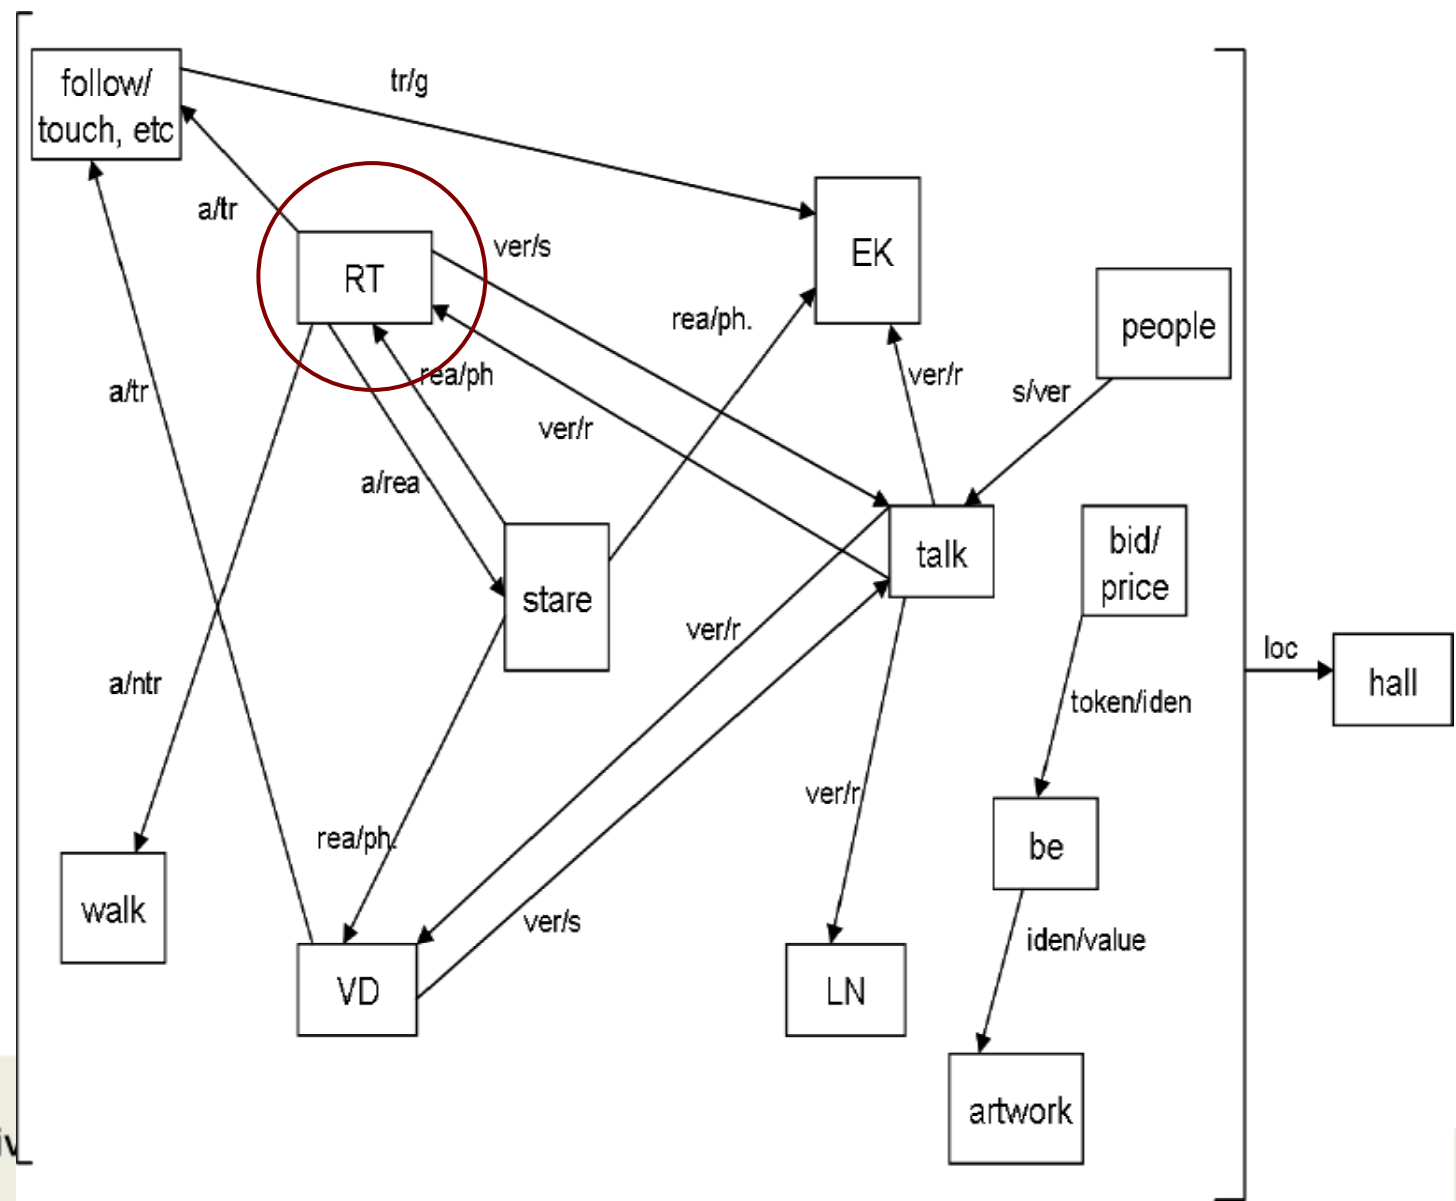 follow/
touch, etc
tr/g
a/tr
RT
ver/s
EK
people
rea/ph.
rea/ph
ver/r
s/ver
a/tr
ver/r
a/rea
talk
bid/
price
stare
ver/r
loc
hall
a/ntr
token/iden
ver/r
rea/ph.
be
walk
ver/s
iden/value
VD
LN
artwork
iv